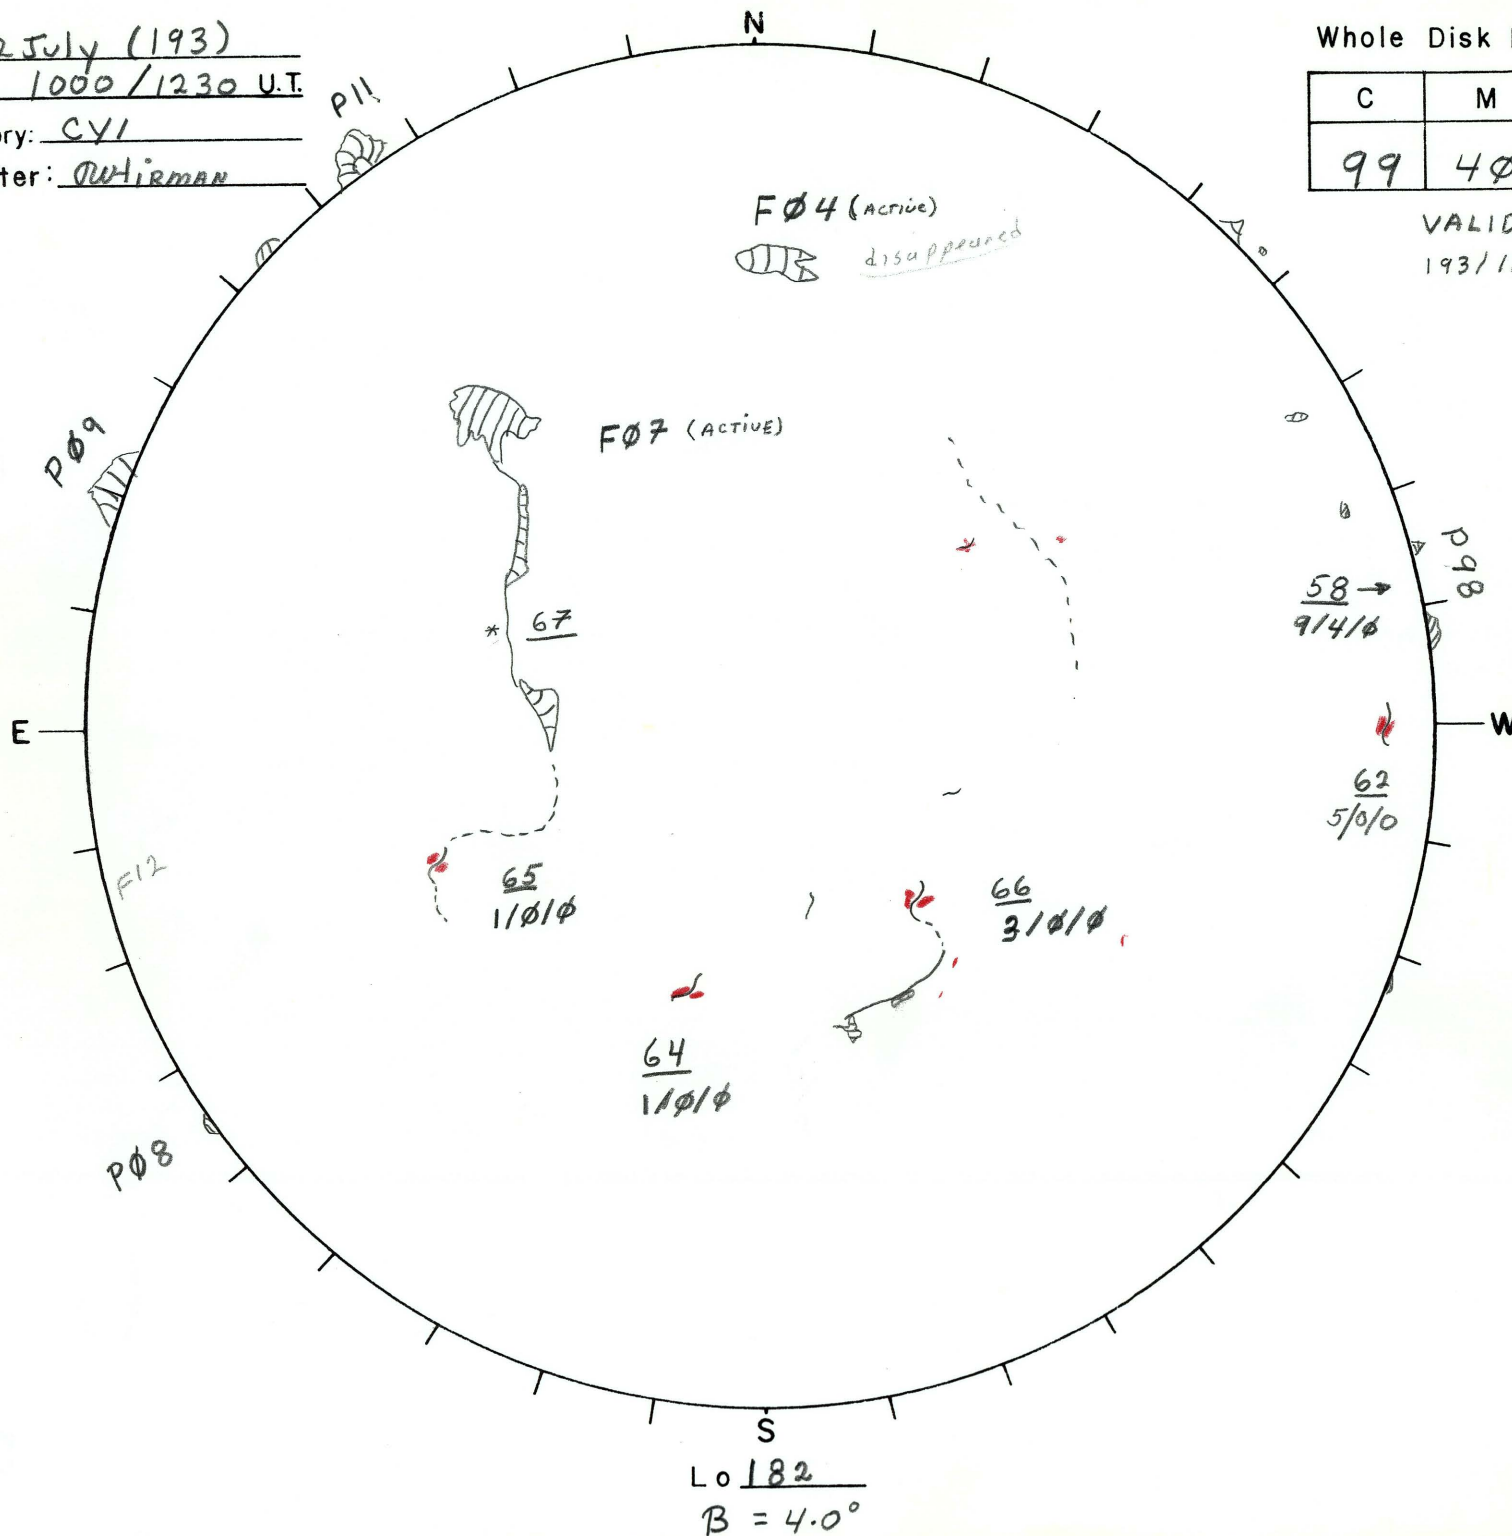 2 July (193)
1000/1230 U.T.
ry: CYI
ter:
N
Whole Disk
C M
99 4Ø
VALID
193/1
P11
FØ4 (ACTIVE)
disappeared
PØ9
FØ7 (ACTIVE)
P98
58 →
9/4/Ø
* 67
E
W
62
5/0/0
F12
65
1/Ø/Ø
66
3/Ø/Ø
64
1/Ø/Ø
PØ8
S
Lo 182
B = 4.0°